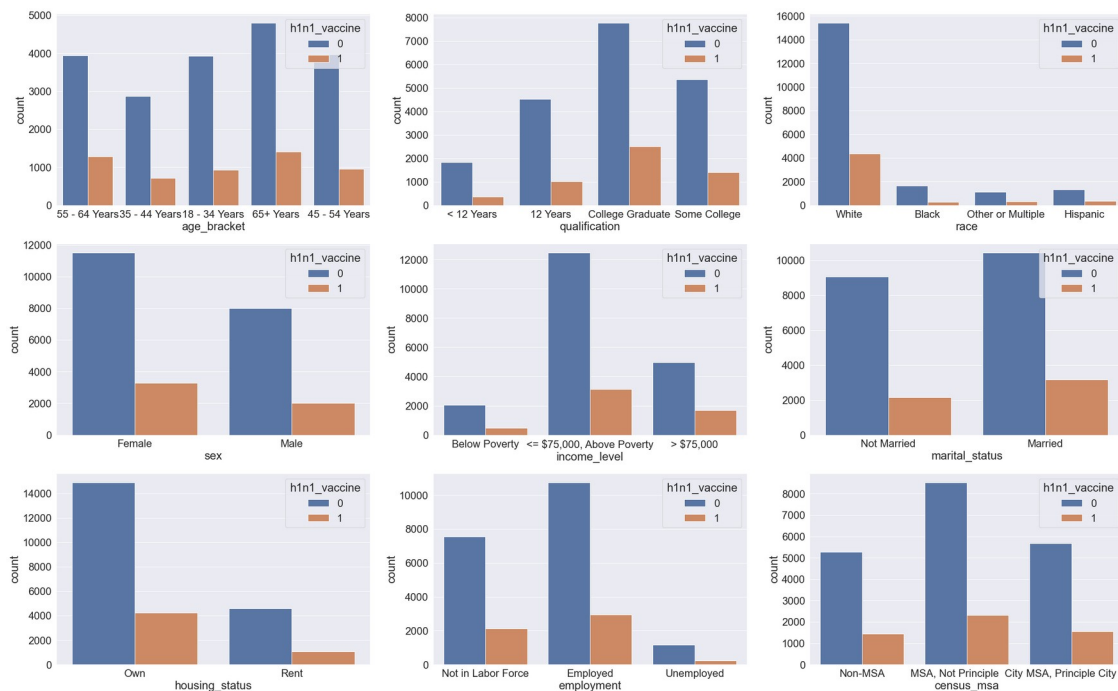 5000
4000
3000
2000
1000
0
count
h1n1_vaccine
0
1
55 - 64 Years 35 - 44 Years 18 - 34 Years 65+ Years 45 - 54 Years
age_bracket
8000
7000
6000
5000
4000
3000
2000
1000
0
count
h1n1_vaccine
0
1
< 12 Years 12 Years College Graduate Some College
qualification
16000
14000
12000
10000
8000
6000
4000
2000
0
count
h1n1_vaccine
0
1
White Black Other or Multiple Hispanic
race
12000
10000
8000
6000
4000
2000
0
count
h1n1_vaccine
0
1
Female Male
sex
12000
10000
8000
6000
4000
2000
0
count
h1n1_vaccine
0
1
Below Poverty <= $75,000, Above Poverty > $75,000
income_level
10000
8000
6000
4000
2000
0
count
h1n1_vaccine
0
1
Not Married Married
marital_status
14000
12000
10000
8000
6000
4000
2000
0
count
h1n1_vaccine
0
1
Own Rent
housing_status
10000
8000
6000
4000
2000
0
count
h1n1_vaccine
0
1
Not in Labor Force Employed Unemployed
employment
8000
7000
6000
5000
4000
3000
2000
1000
0
count
h1n1_vaccine
0
1
Non-MSA MSA, Not Principle City MSA, Principle City
census_msa